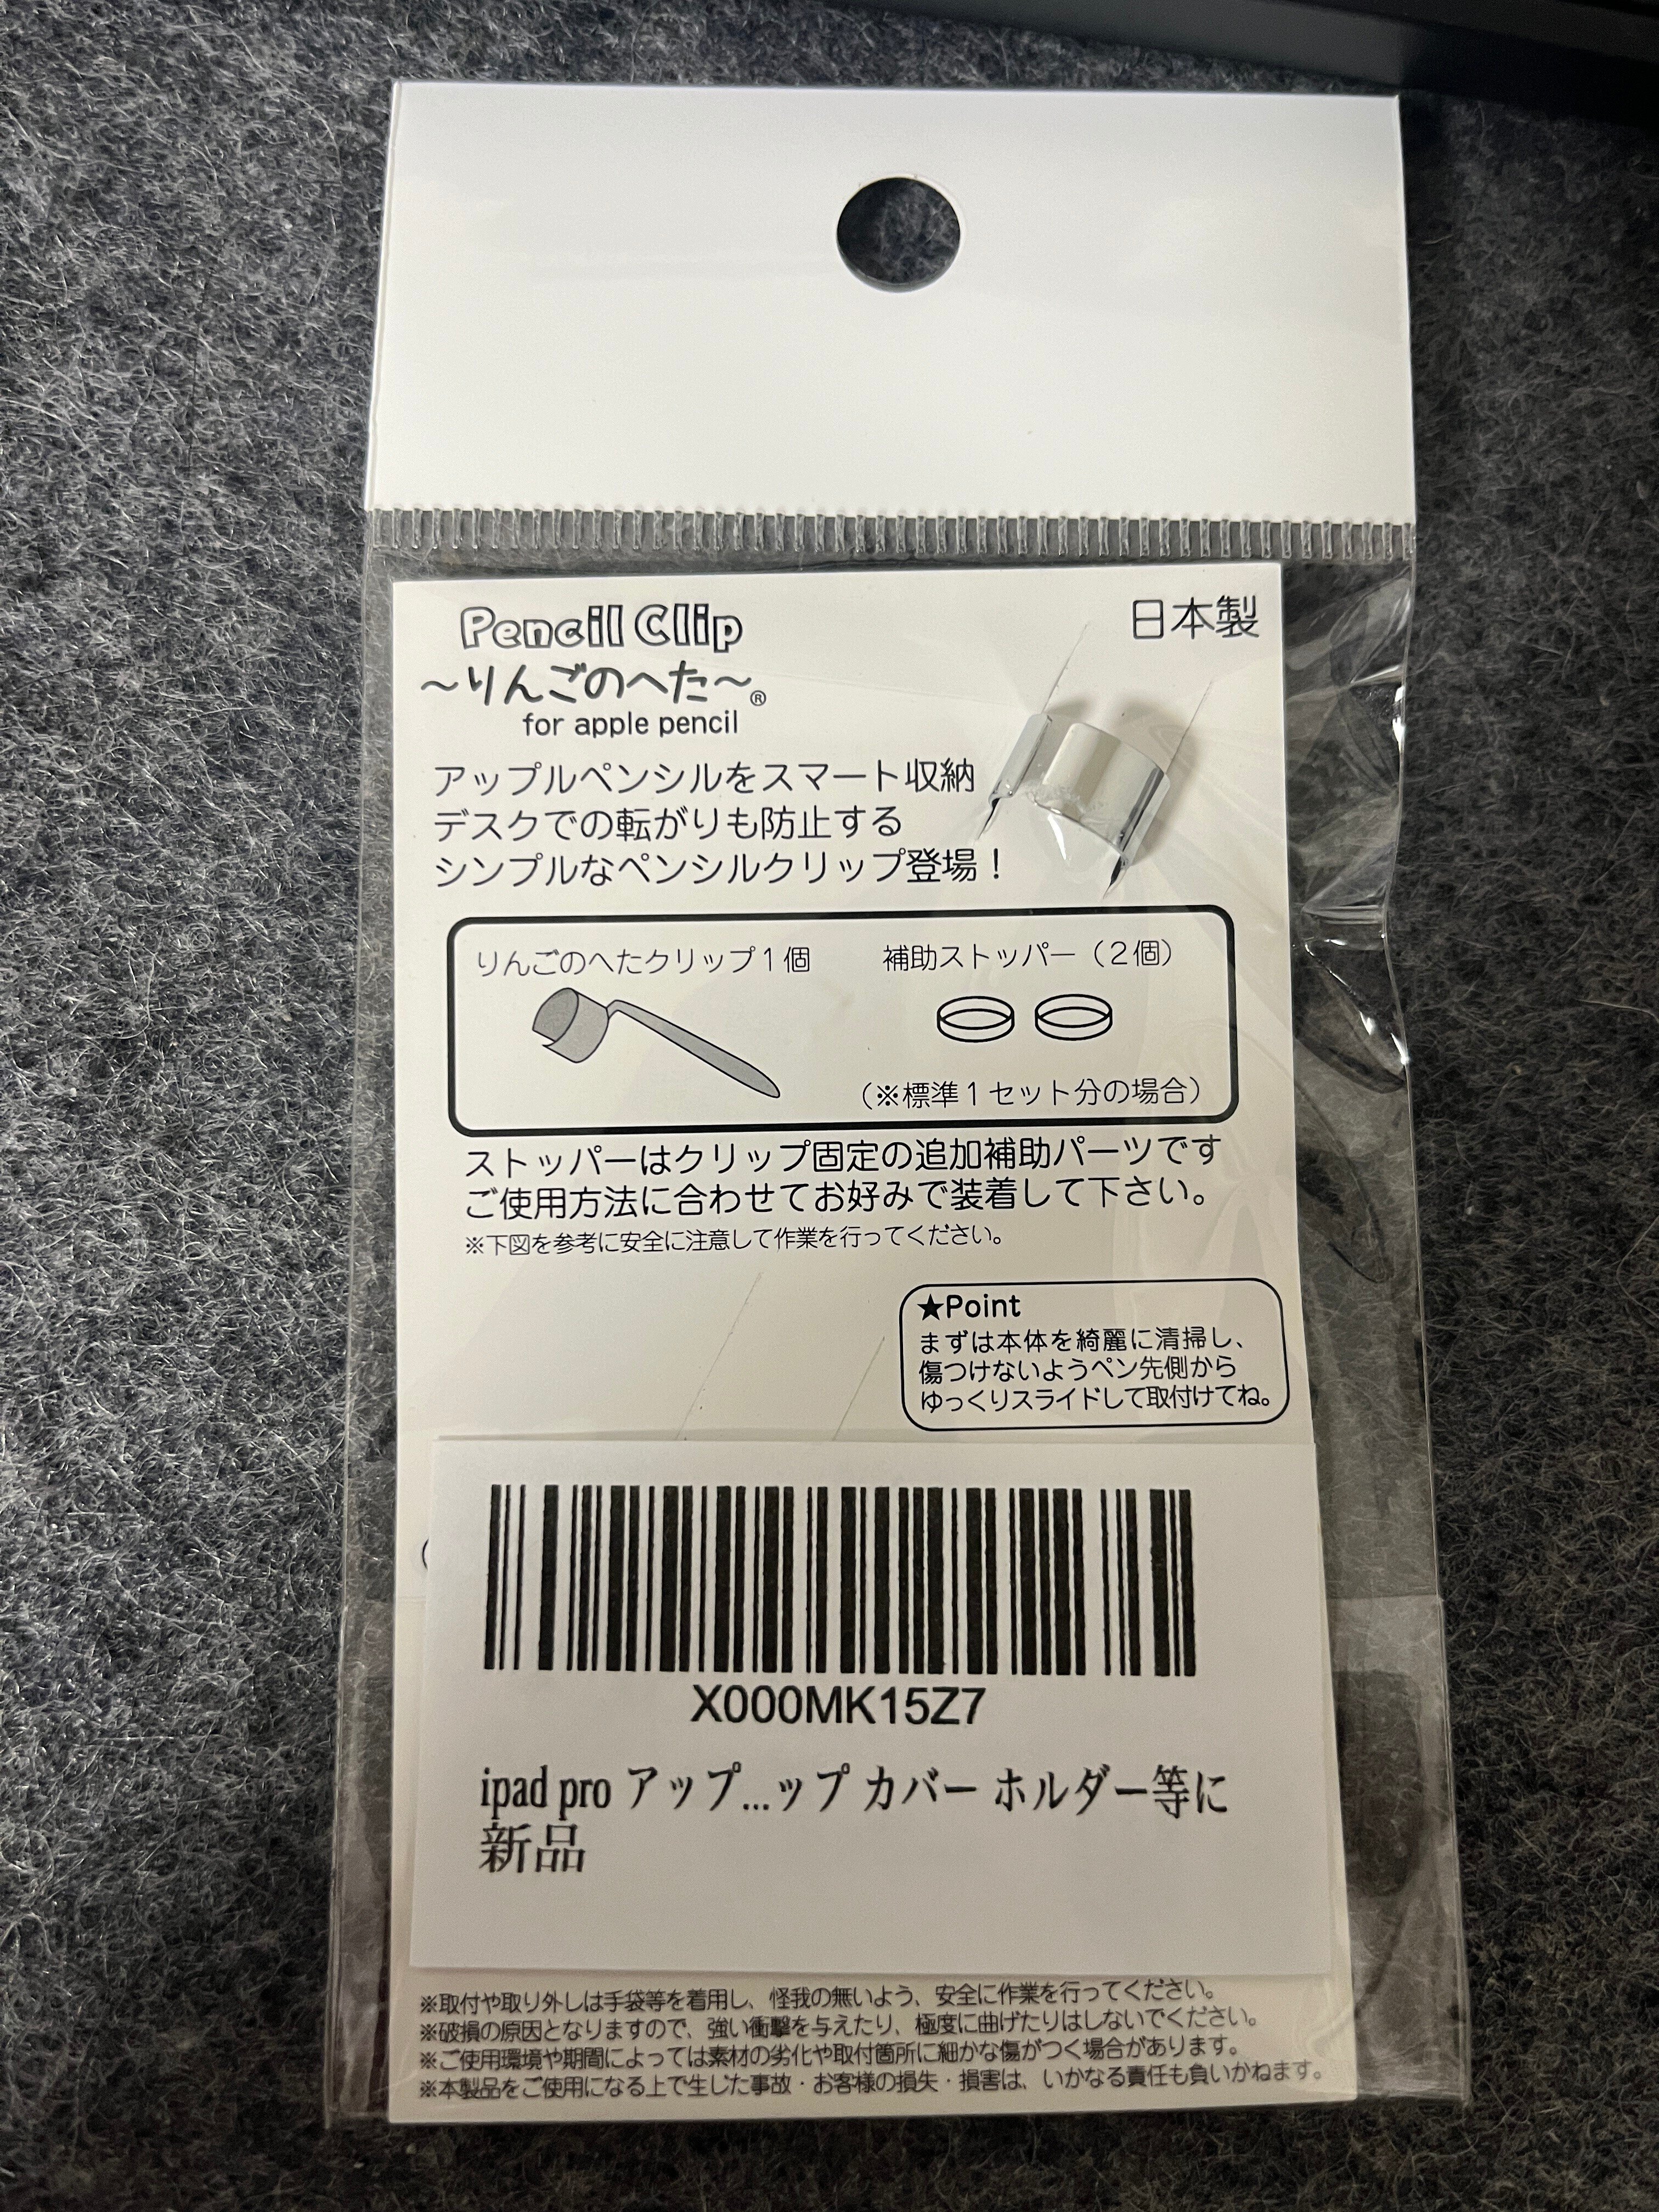 Pencil Clip
日本製
～りんごのへた～®
for apple pencil
アップルペンシルをスマート収納
デスクでの転がりも防止する
シンプルなペンシルクリップ登場！
りんごのへたクリップ１個
補助ストッパー（２個）
（※標準１セット分の場合）
ストッパーはクリップ固定の追加補助パーツです
ご使用方法に合わせてお好みで装着して下さい。
※下図を参考に安全に注意して作業を行ってください。
★Point
まずは本体を綺麗に清掃し、
傷つけないようペン先側から
ゆっくりスライドして取付けてね。
X000MK15Z7
ipad pro アップ...ップ カバー ホルダー等に
新品
※取付や取り外しは手袋等を着用し、怪我の無いよう、安全に作業を行ってください。
※破損の原因となりますので、強い衝撃を与えたり、極度に曲げたりはしないでください。
※ご使用環境や期間によっては素材の劣化や取付箇所に細かな傷がつく場合があります。
※本製品をご使用になる上で生じた事故・お客様の損失・損害は、いかなる責任も負いかねます。